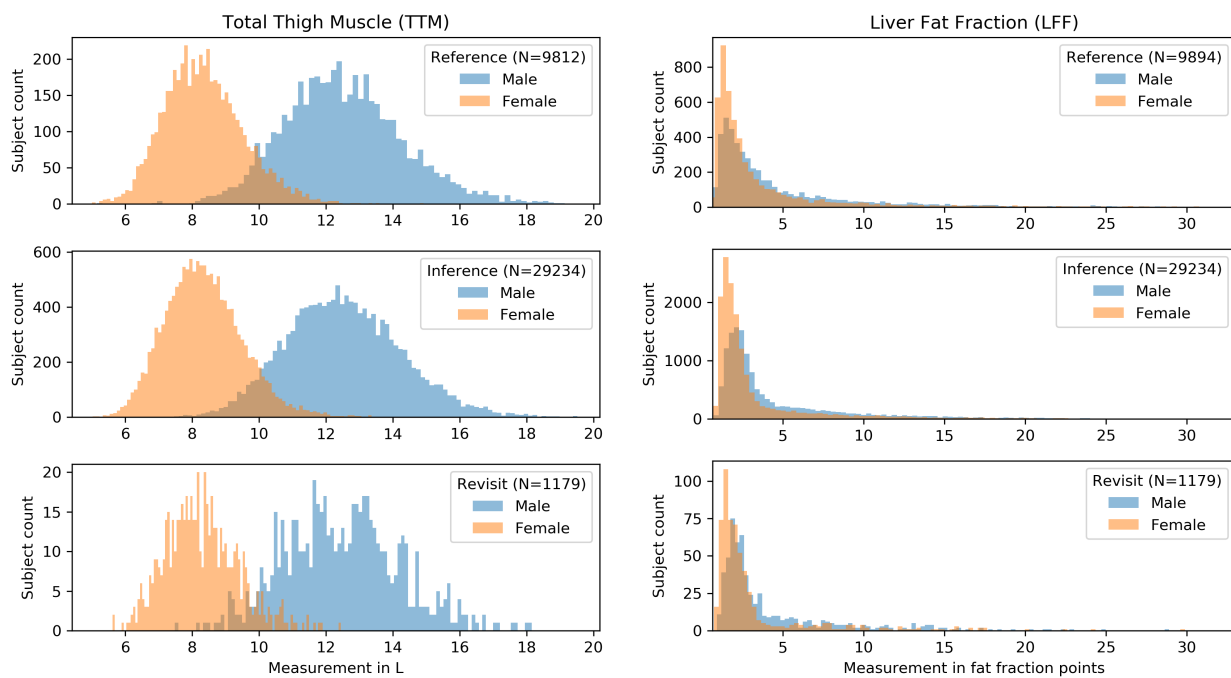 Total Thigh Muscle (TTM)
Subject count
200
150
100
50
0
6 8 10 12 14 16 18 20
Reference (N=9812)
Male
Female
Liver Fat Fraction (LFF)
Subject count
800
600
400
200
0
5 10 15 20 25 30
Reference (N=9894)
Male
Female
Subject count
600
400
200
0
6 8 10 12 14 16 18 20
Inference (N=29234)
Male
Female
Subject count
2000
1000
0
5 10 15 20 25 30
Inference (N=29234)
Male
Female
Subject count
20
15
10
5
0
6 8 10 12 14 16 18 20
Measurement in L
Revisit (N=1179)
Male
Female
Subject count
100
75
50
25
0
5 10 15 20 25 30
Measurement in fat fraction points
Revisit (N=1179)
Male
Female